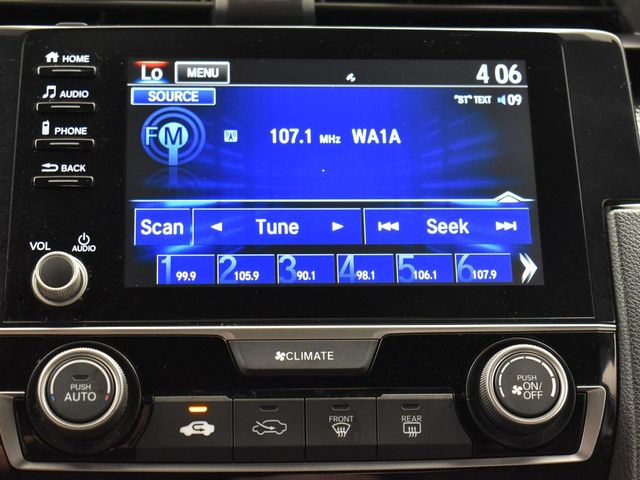 HOME
Lo MENU 4 06
AUDIO
SOURCE
"ST" TEXT 09
PHONE
FM 107.1 MHz WA1A
BACK
Scan Tune Seek
VOL AUDIO
1 99.9 2 105.9 3 90.1 4 98.1 5 106.1 6 107.9
CLIMATE
PUSH AUTO
PUSH ON/OFF
FRONT REAR